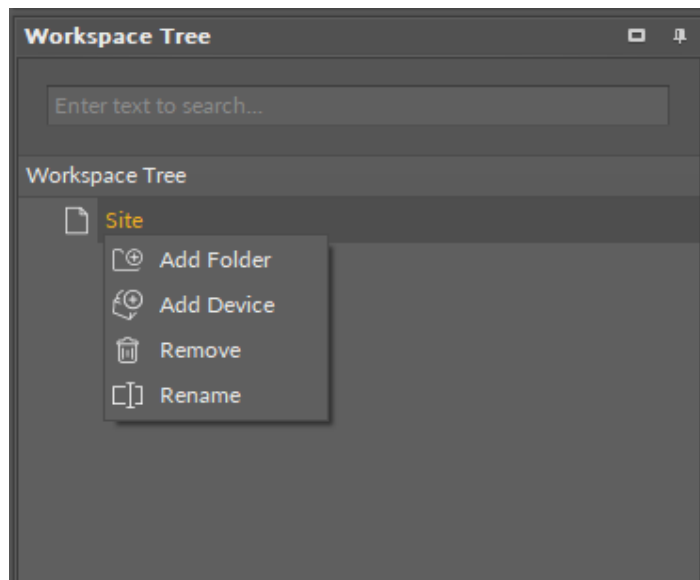 Workspace Tree
Enter text to search...
Workspace Tree
Site
Add Folder
Add Device
Remove
Rename